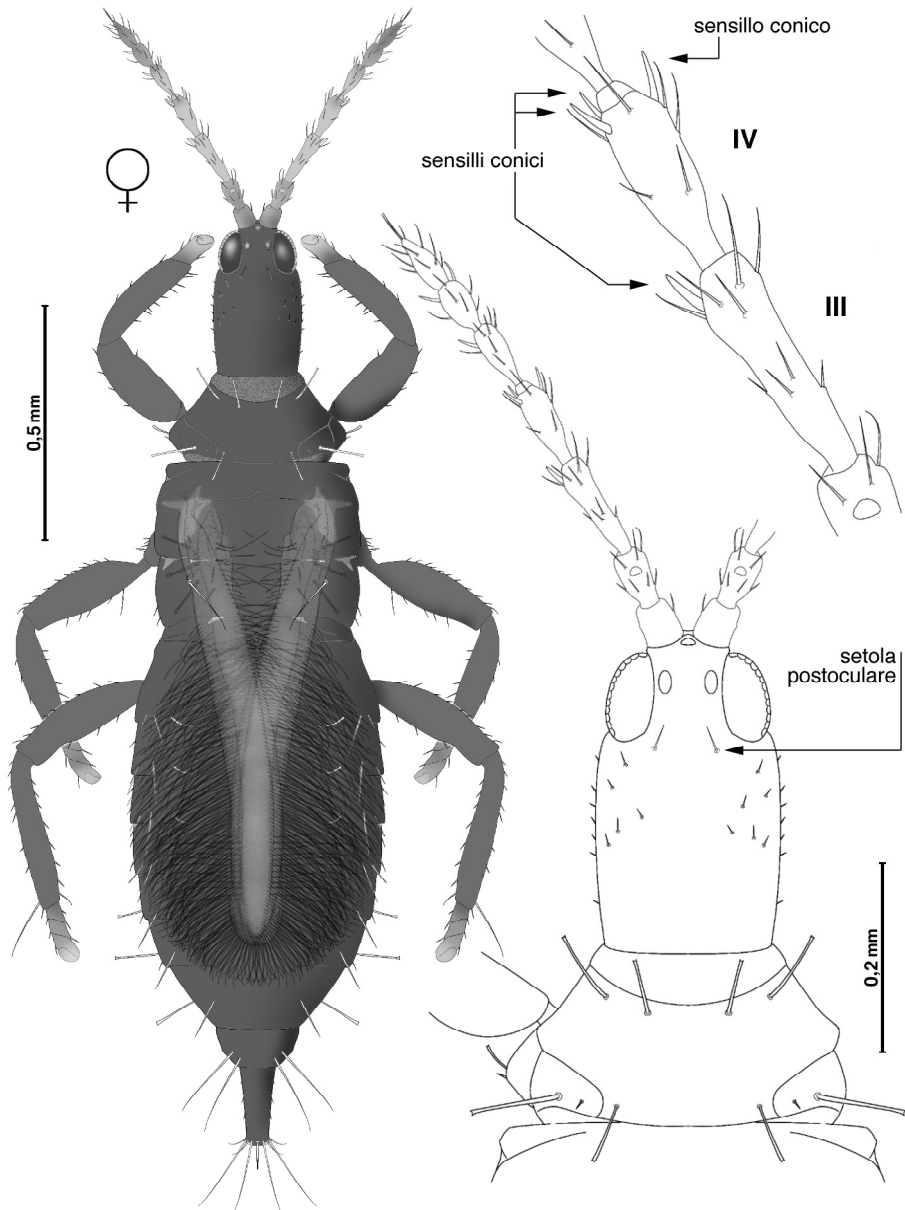 sensillo conico
IV
sensilli conici
III
0,5 mm
setola
postoculare
0,2 mm